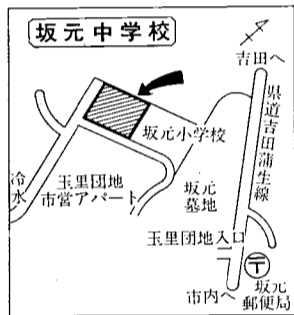 坂元中学校
吉田へ
県道吉田蒲生線
坂元小学校
冷水
玉里団地
市営アパート
坂元
墓地
玉里団地入口
〒
坂元
郵便局
市内へ